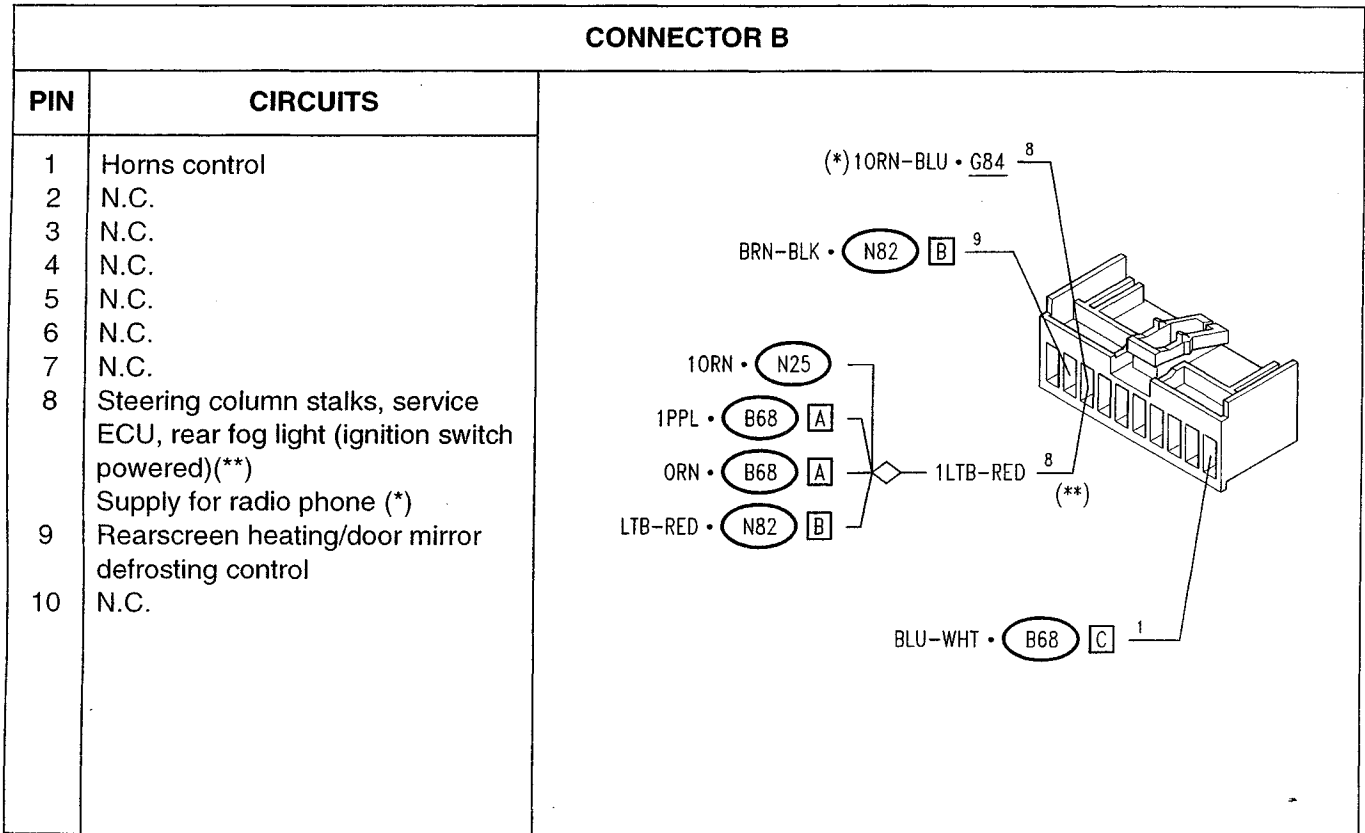 CONNECTOR B
PIN CIRCUITS
1 Horns control
2 N.C.
3 N.C.
4 N.C.
5 N.C.
6 N.C.
7 N.C.
8 Steering column stalks, service
ECU, rear fog light (ignition switch
powered)(**)
Supply for radio phone (*)
9 Rearscreen heating/door mirror
defrosting control
10 N.C.
(*) 1ORN-BLU • G84 8
BRN-BLK • N82 B 9
1ORN • N25
1PPL • B68 A
ORN • B68 A
LTB-RED • N82 B
1LTB-RED 8
(**)
BLU-WHT • B68 C 1